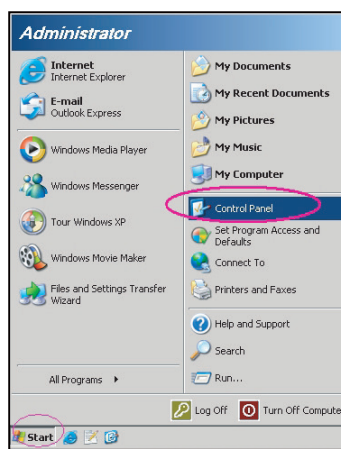 Administrator
Internet
Internet Explorer
E-mail
Outlook Express
Windows Media Player
Windows Messenger
Tour Windows XP
Windows Movie Maker
Files and Settings Transfer
Wizard
All Programs
My Documents
My Recent Documents
My Pictures
My Music
My Computer
Control Panel
Set Program Access and
Defaults
Connect To
Printers and Faxes
Help and Support
Search
Run...
Log Off
Turn Off Compute
Start